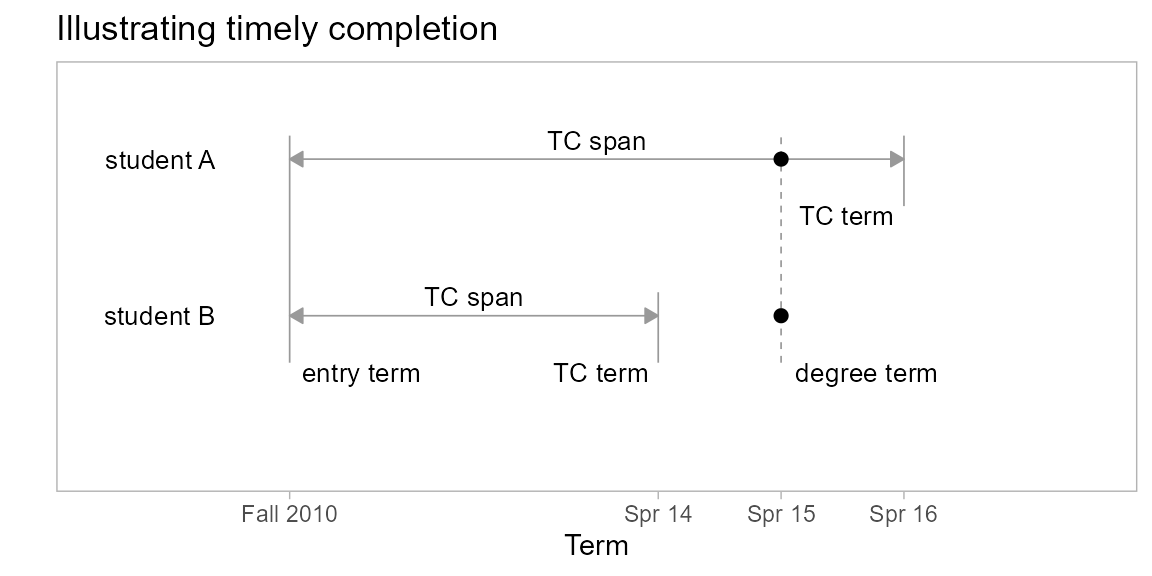 Illustrating timely completion
TC span
student A
TC term
TC span
student B
entry term
TC term
degree term
Fall 2010
Spr 14
Spr 15
Spr 16
Term